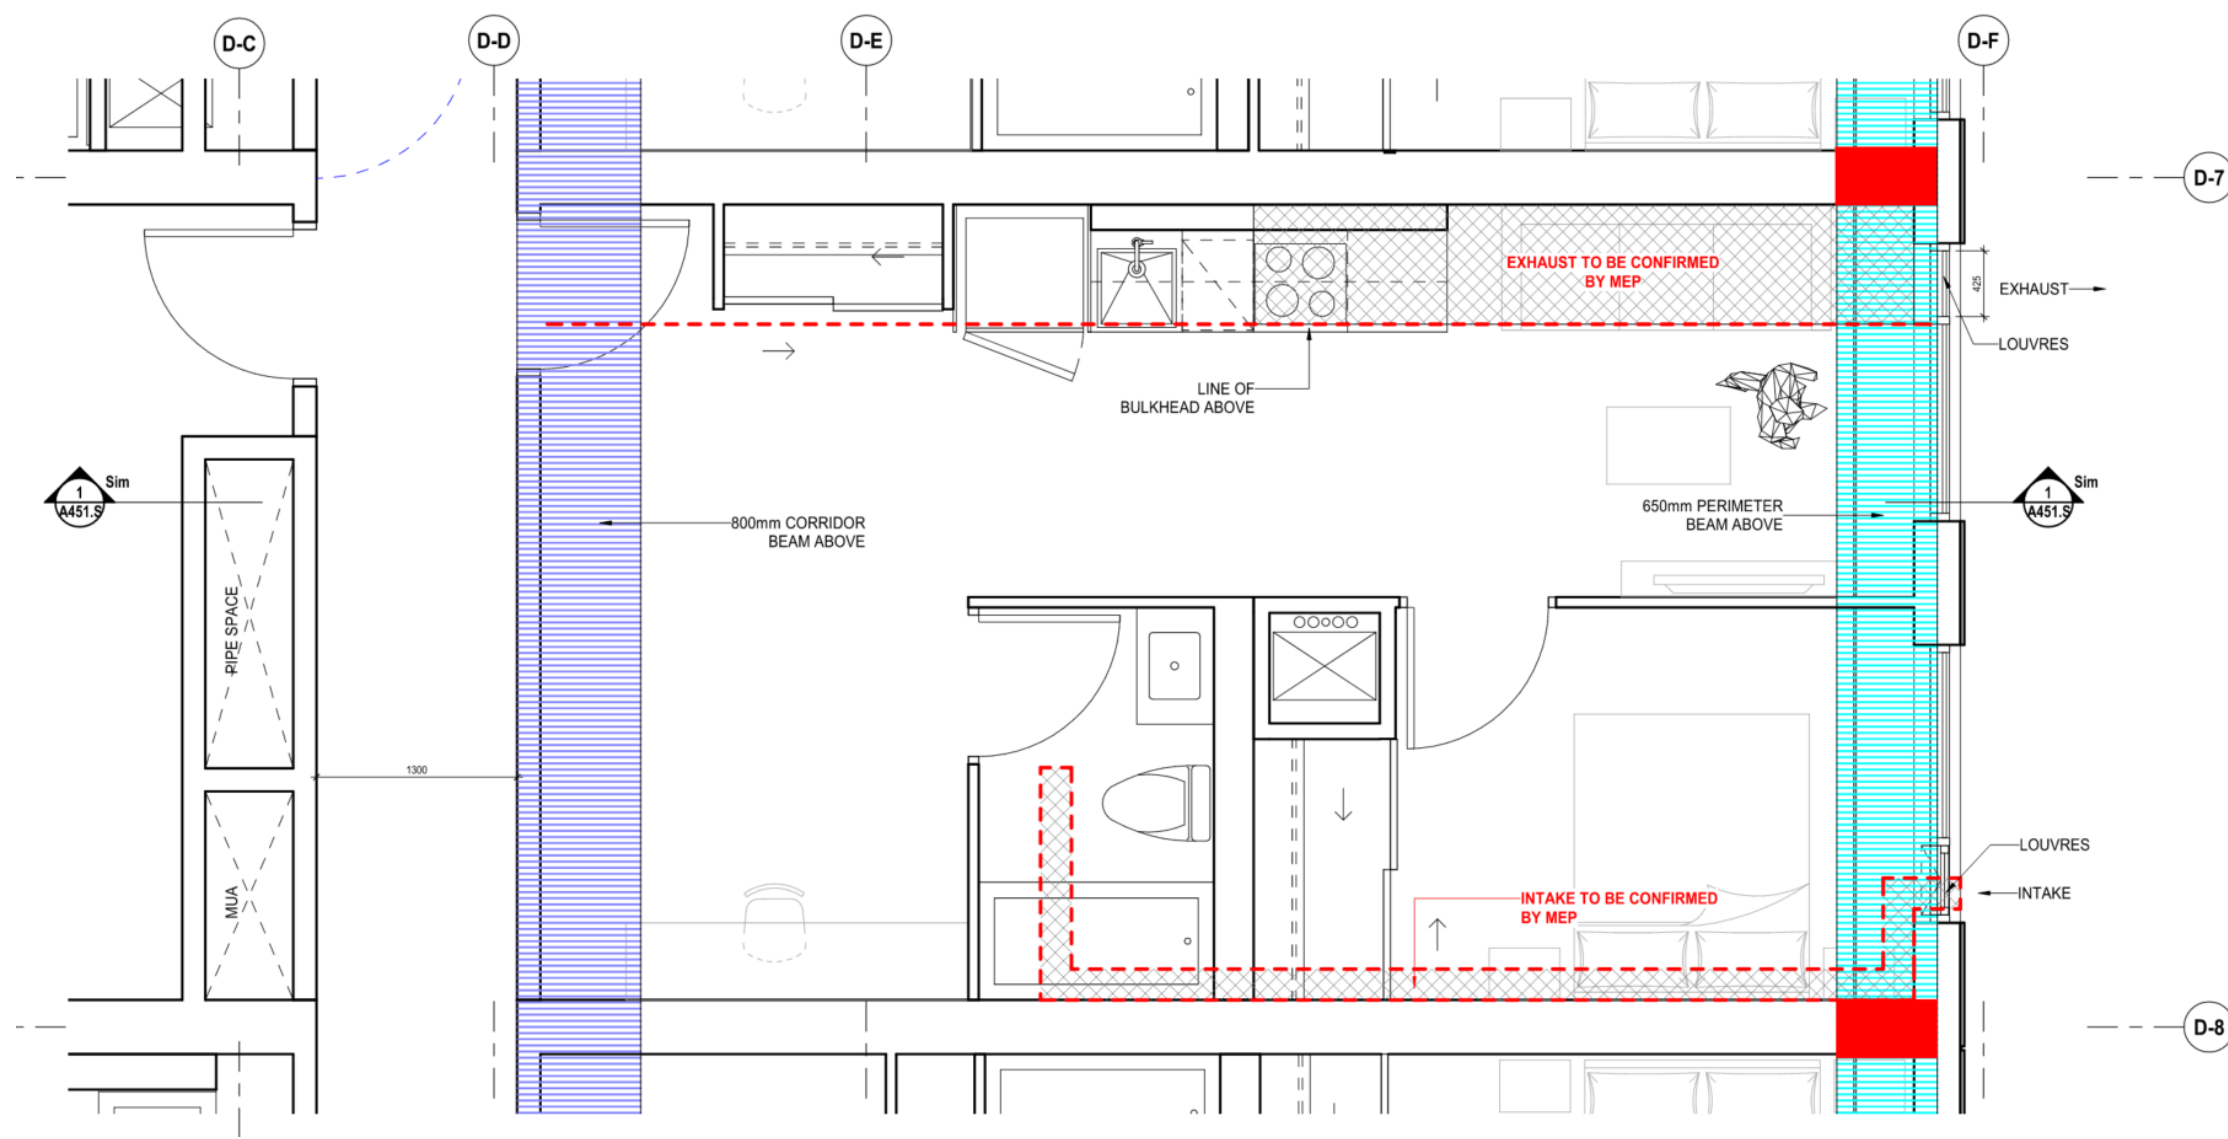 D-C
D-D
D-E
D-F
D-7
EXHAUST TO BE CONFIRMED
BY MEP
425
EXHAUST
LOUVRES
LINE OF
BULKHEAD ABOVE
1
A451.S
Sim
1
A451.S
Sim
800mm CORRIDOR
BEAM ABOVE
650mm PERIMETER
BEAM ABOVE
PIPE SPACE
1300
MUA
INTAKE TO BE CONFIRMED
BY MEP
LOUVRES
INTAKE
D-8